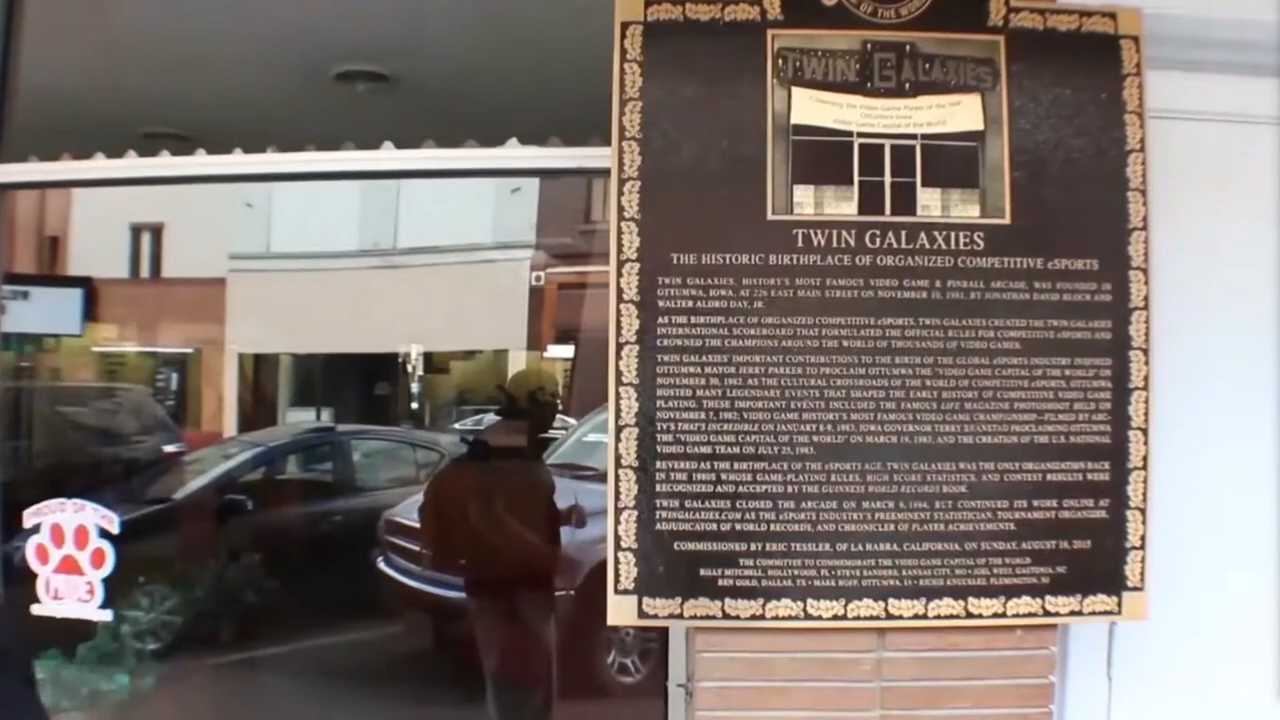 OF THE WORLD
TWIN GALAXIES
Crowning the Video Game Player of the Year
Ottumwa Iowa
Video Game Capital of the World
TWIN GALAXIES
THE HISTORIC BIRTHPLACE OF ORGANIZED COMPETITIVE eSPORTS
TWIN GALAXIES, HISTORY'S MOST FAMOUS VIDEO GAME & PINBALL ARCADE, WAS FOUNDED IN
OTTUMWA, IOWA, AT 226 EAST MAIN STREET ON NOVEMBER 10, 1981, BY JONATHAN DAVID BLOCH AND
WALTER ALDRO DAY, JR.
AS THE BIRTHPLACE OF ORGANIZED COMPETITIVE eSPORTS, TWIN GALAXIES CREATED THE TWIN GALAXIES
INTERNATIONAL SCOREBOARD THAT FORMULATED THE OFFICIAL RULES FOR COMPETITIVE eSPORTS AND
CROWNED THE CHAMPIONS AROUND THE WORLD OF THOUSANDS OF VIDEO GAMES.
TWIN GALAXIES' IMPORTANT CONTRIBUTIONS TO THE BIRTH OF THE GLOBAL eSPORTS INDUSTRY INSPIRED
OTTUMWA MAYOR JERRY PARKER TO PROCLAIM OTTUMWA THE "VIDEO GAME CAPITAL OF THE WORLD" ON
NOVEMBER 30, 1982. AS THE CULTURAL CROSSROADS OF THE WORLD OF COMPETITIVE eSPORTS, OTTUMWA
HOSTED MANY LEGENDARY EVENTS THAT SHAPED THE EARLY HISTORY OF COMPETITIVE VIDEO GAME
PLAYING. THESE IMPORTANT EVENTS INCLUDED THE FAMOUS LIFE MAGAZINE PHOTOSHOOT HELD ON
NOVEMBER 7, 1982; VIDEO GAME HISTORY'S MOST FAMOUS VIDEO GAME CHAMPIONSHIP—FILMED BY ABC-
TV'S THAT'S INCREDIBLE ON JANUARY 8-9, 1983; IOWA GOVERNOR TERRY BRANSTAD PROCLAIMING OTTUMWA
THE "VIDEO GAME CAPITAL OF THE WORLD" ON MARCH 19, 1983; AND THE CREATION OF THE U.S. NATIONAL
VIDEO GAME TEAM ON JULY 25, 1983.
REVERED AS THE BIRTHPLACE OF THE eSPORTS AGE, TWIN GALAXIES WAS THE ONLY ORGANIZATION BACK
IN THE 1980S WHOSE GAME-PLAYING RULES, HIGH SCORE STATISTICS, AND CONTEST RESULTS WERE
RECOGNIZED AND ACCEPTED BY THE GUINNESS WORLD RECORDS BOOK.
TWIN GALAXIES CLOSED THE ARCADE ON MARCH 6, 1984, BUT CONTINUED ITS WORK ONLINE AT
TWINGALAXIES.COM AS THE eSPORTS INDUSTRY'S PREEMINENT STATISTICIAN, TOURNAMENT ORGANIZER,
ADJUDICATOR OF WORLD RECORDS, AND CHRONICLER OF PLAYER ACHIEVEMENTS.
COMMISSIONED BY ERIC TESSLER, OF LA HABRA, CALIFORNIA, ON SUNDAY, AUGUST 16, 2015
THE COMMITTEE TO COMMEMORATE THE VIDEO GAME CAPITAL OF THE WORLD
BILLY MITCHELL, HOLLYWOOD, FL • STEVE SANDERS, KANSAS CITY, MO • JOEL WEST, GASTONIA, NC
BEN GOLD, DALLAS, TX • MARK HOFF, OTTUMWA, IA • RICHIE KNUCKLEZ, FLEMINGTON, NJ
PROUD OF THE